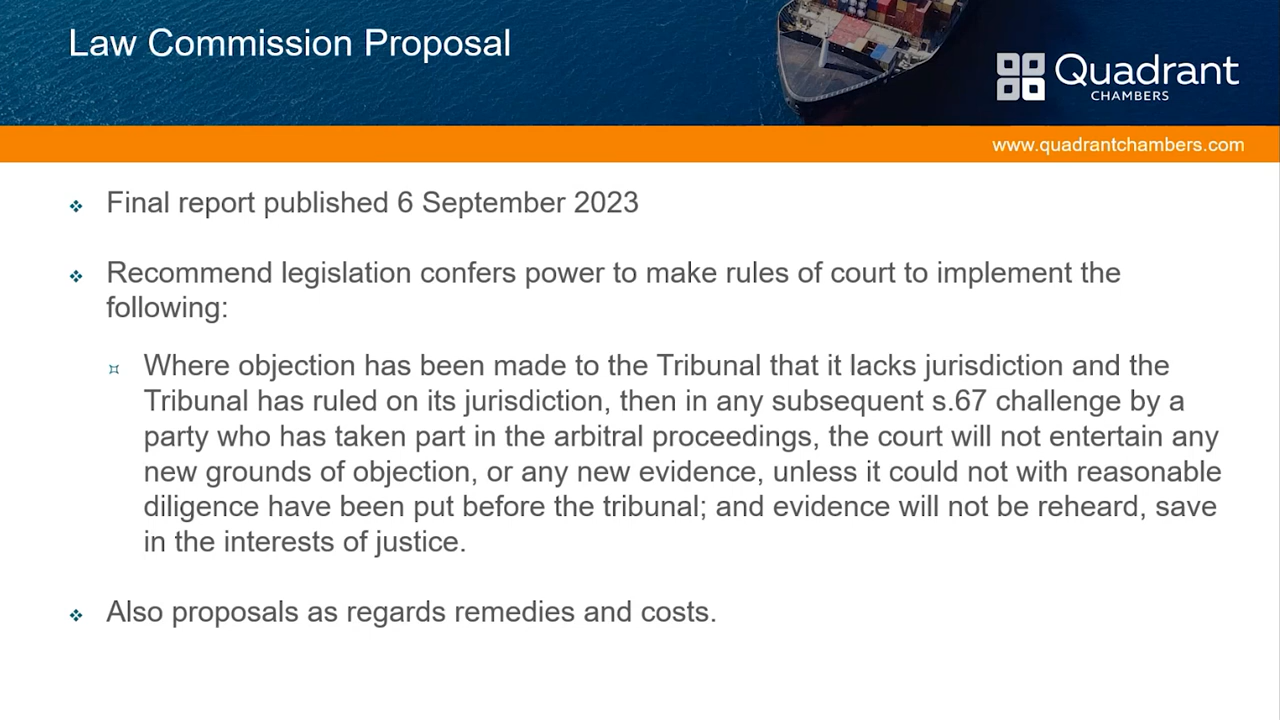 Law Commission Proposal
Quadrant
CHAMBERS
www.quadrantchambers.com
Final report published 6 September 2023
Recommend legislation confers power to make rules of court to implement the
following:
Where objection has been made to the Tribunal that it lacks jurisdiction and the
Tribunal has ruled on its jurisdiction, then in any subsequent s.67 challenge by a
party who has taken part in the arbitral proceedings, the court will not entertain any
new grounds of objection, or any new evidence, unless it could not with reasonable
diligence have been put before the tribunal; and evidence will not be reheard, save
in the interests of justice.
Also proposals as regards remedies and costs.